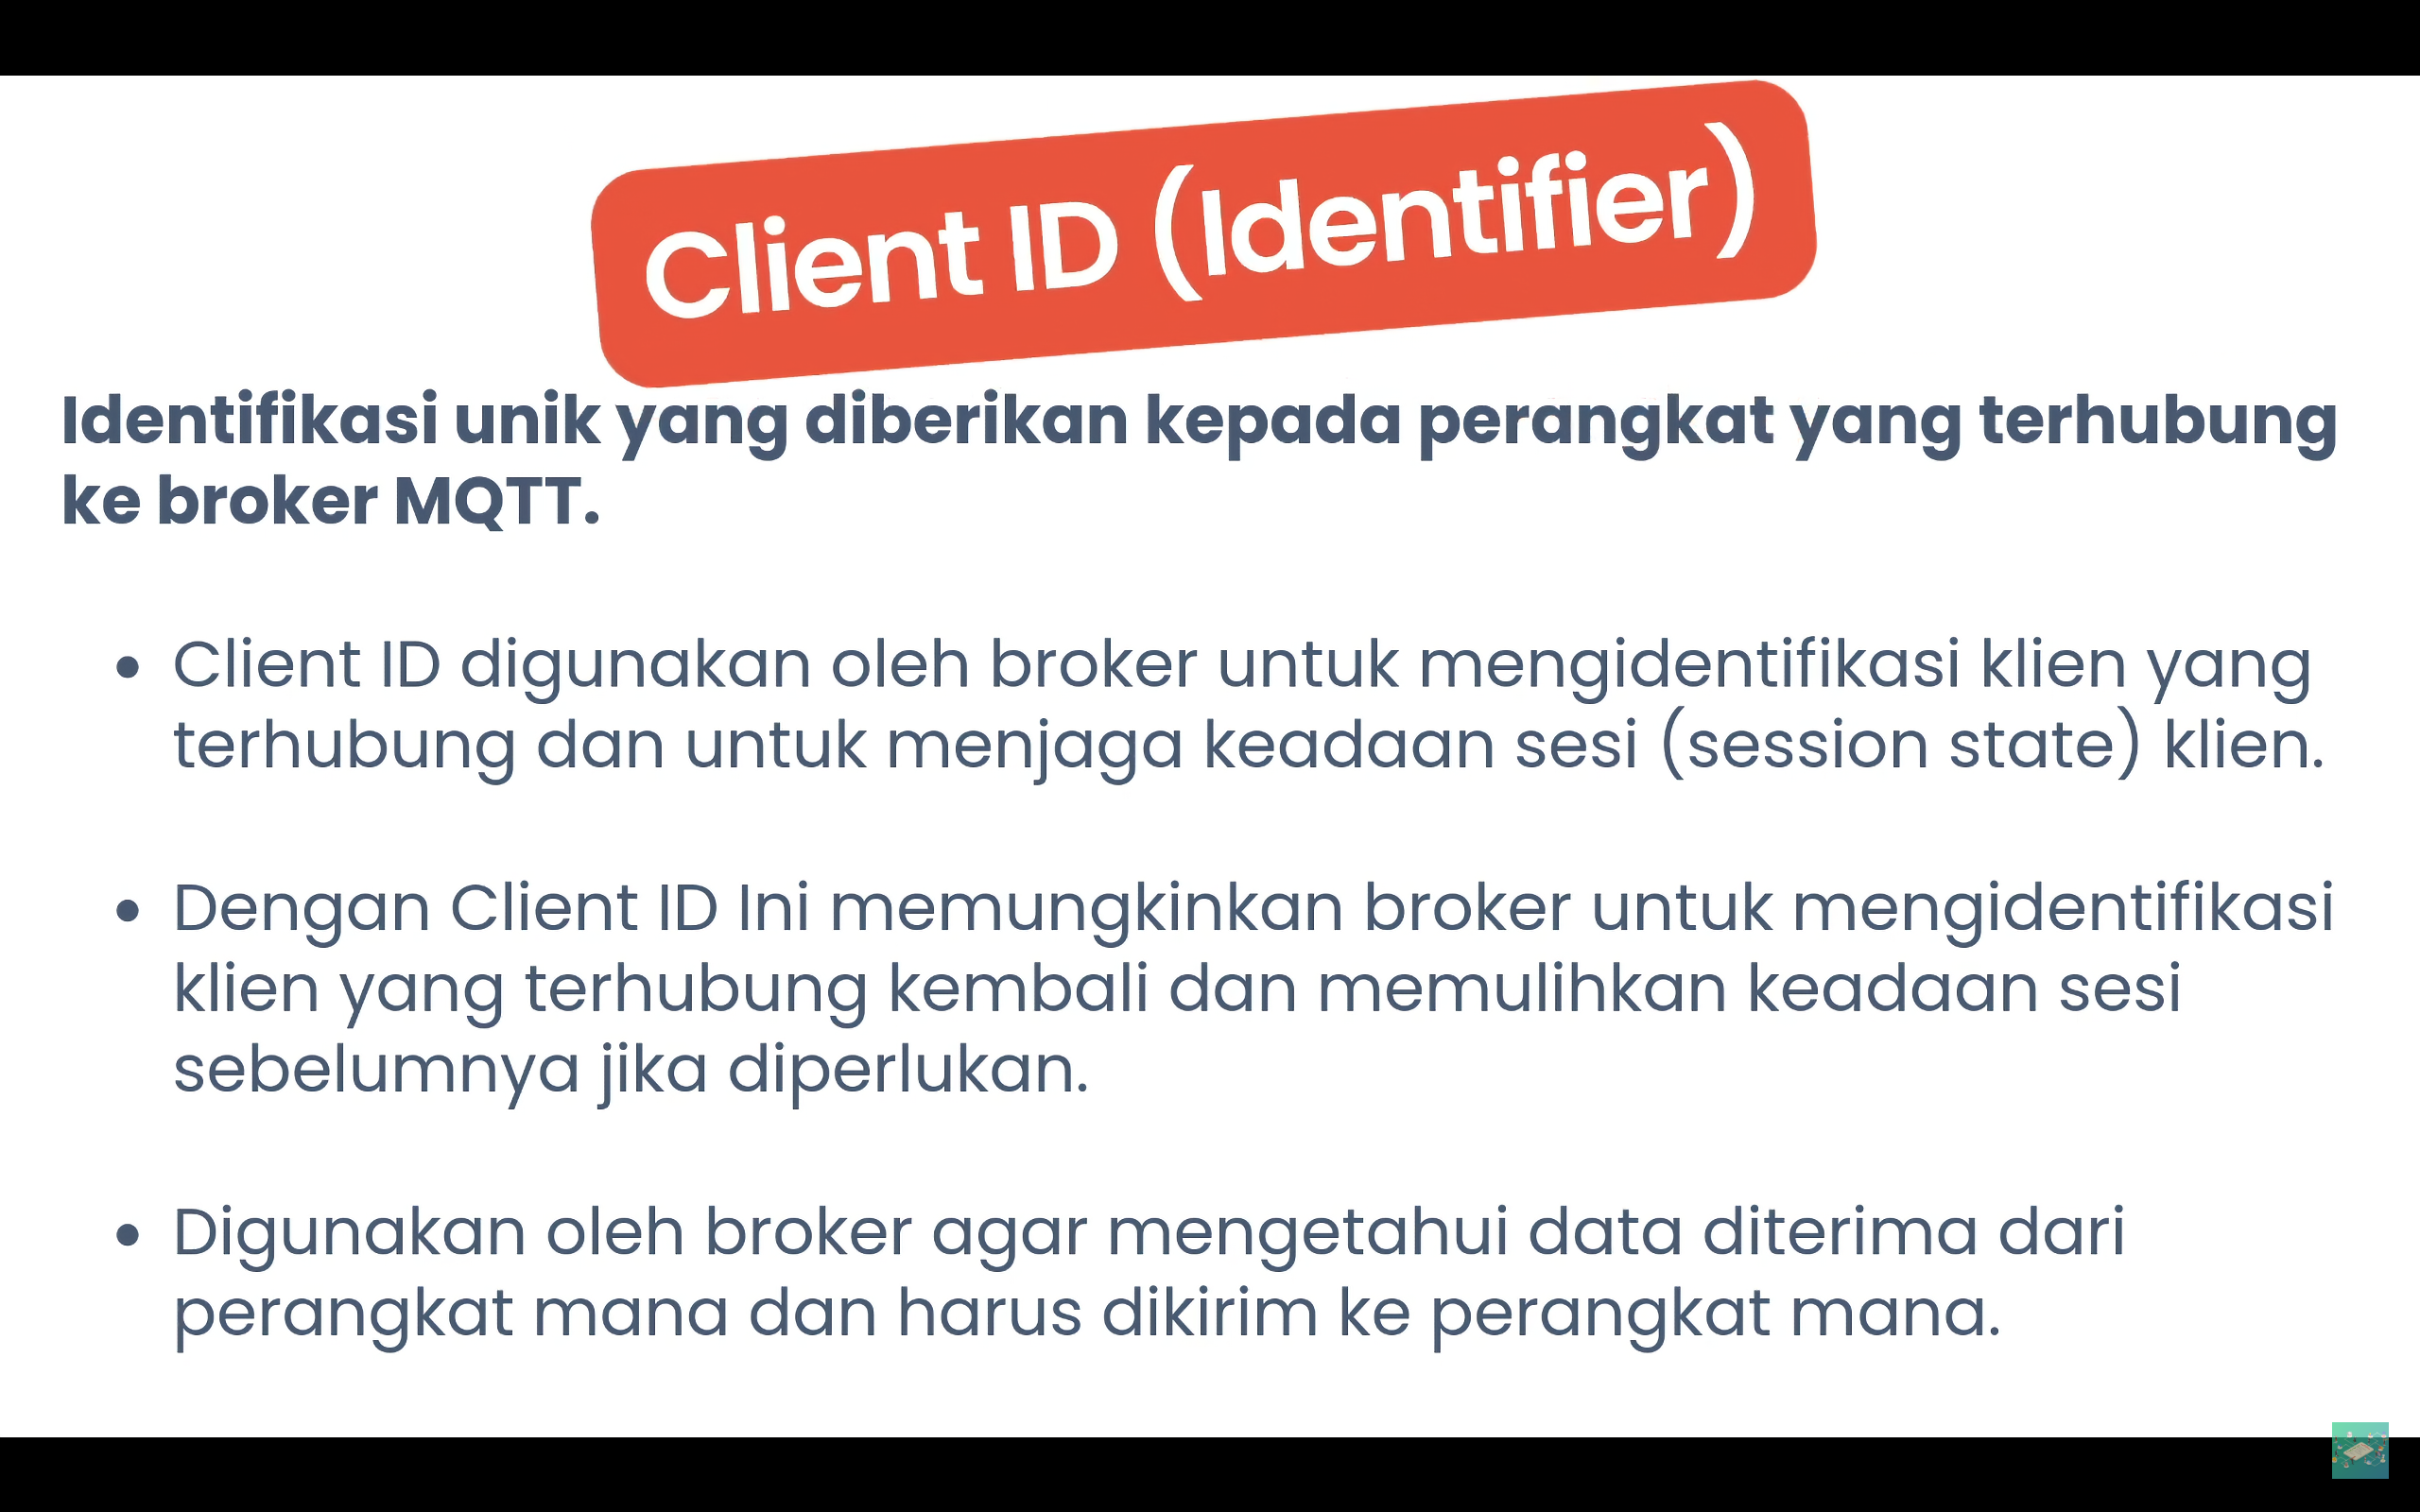 Client ID (Identifier)
Identifikasi unik yang diberikan kepada perangkat yang terhubung
ke broker MQTT.
• Client ID digunakan oleh broker untuk mengidentifikasi klien yang
terhubung dan untuk menjaga keadaan sesi (session state) klien.
• Dengan Client ID Ini memungkinkan broker untuk mengidentifikasi
klien yang terhubung kembali dan memulihkan keadaan sesi
sebelumnya jika diperlukan.
• Digunakan oleh broker agar mengetahui data diterima dari
perangkat mana dan harus dikirim ke perangkat mana.